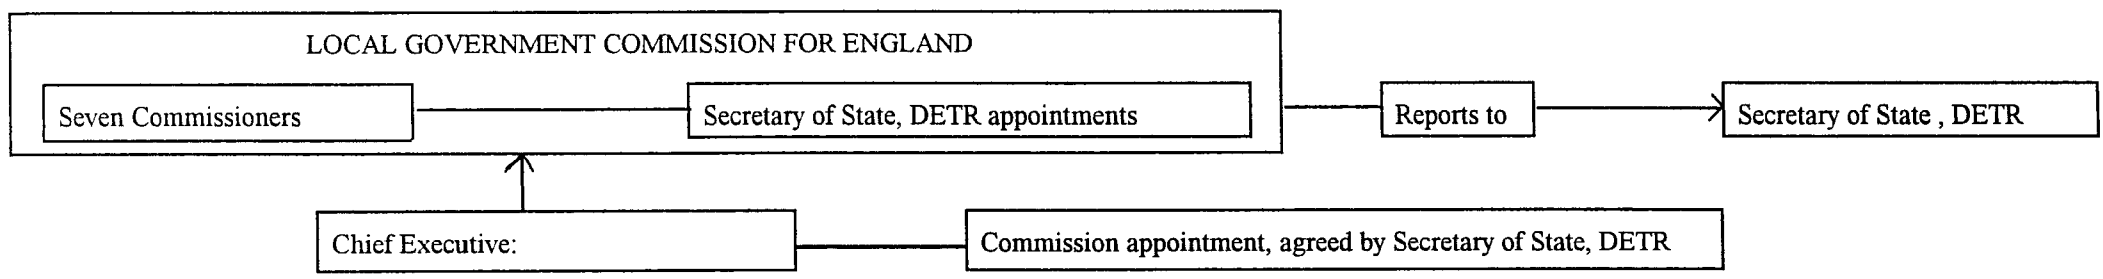 LOCAL GOVERNMENT COMMISSION FOR ENGLAND
Seven Commissioners
Secretary of State, DETR appointments
Reports to
Secretary of State , DETR
Chief Executive:
Commission appointment, agreed by Secretary of State, DETR